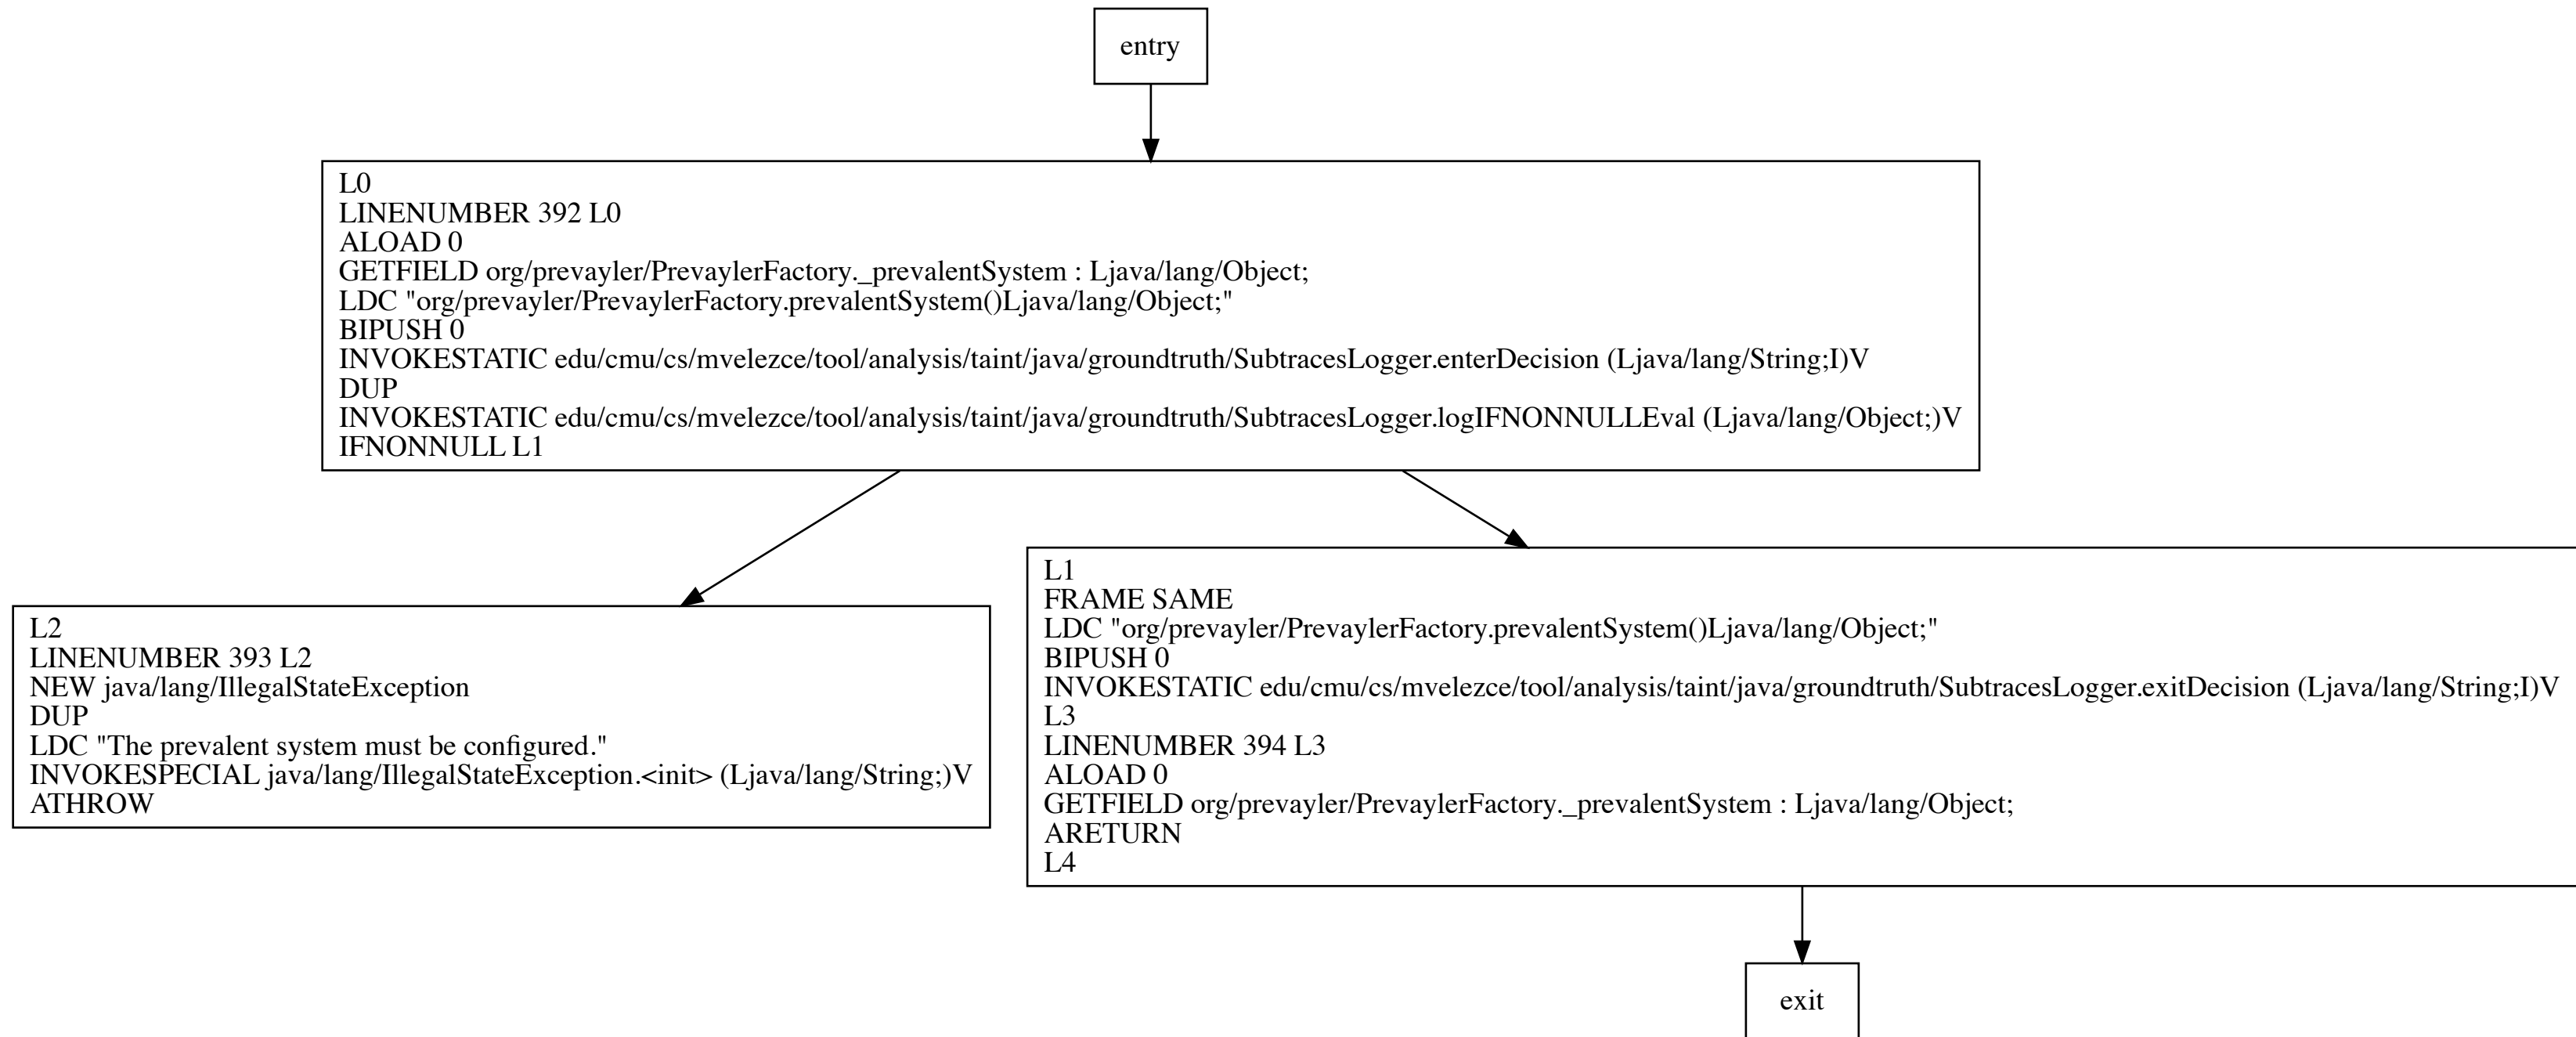 entry
L0
LINENUMBER 392 L0
ALOAD 0
GETFIELD org/prevayler/PrevaylerFactory._prevalentSystem : Ljava/lang/Object;
LDC "org/prevayler/PrevaylerFactory.prevalentSystem()Ljava/lang/Object;"
BIPUSH 0
INVOKESTATIC edu/cmu/cs/mvelezce/tool/analysis/taint/java/groundtruth/SubtracesLogger.enterDecision (Ljava/lang/String;I)V
DUP
INVOKESTATIC edu/cmu/cs/mvelezce/tool/analysis/taint/java/groundtruth/SubtracesLogger.logIFNONNULLEval (Ljava/lang/Object;)V
IFNONNULL L1
L2
LINENUMBER 393 L2
NEW java/lang/IllegalStateException
DUP
LDC "The prevalent system must be configured."
INVOKESPECIAL java/lang/IllegalStateException.<init> (Ljava/lang/String;)V
ATHROW
L1
FRAME SAME
LDC "org/prevayler/PrevaylerFactory.prevalentSystem()Ljava/lang/Object;"
BIPUSH 0
INVOKESTATIC edu/cmu/cs/mvelezce/tool/analysis/taint/java/groundtruth/SubtracesLogger.exitDecision (Ljava/lang/String;I)V
L3
LINENUMBER 394 L3
ALOAD 0
GETFIELD org/prevayler/PrevaylerFactory._prevalentSystem : Ljava/lang/Object;
ARETURN
L4
exit